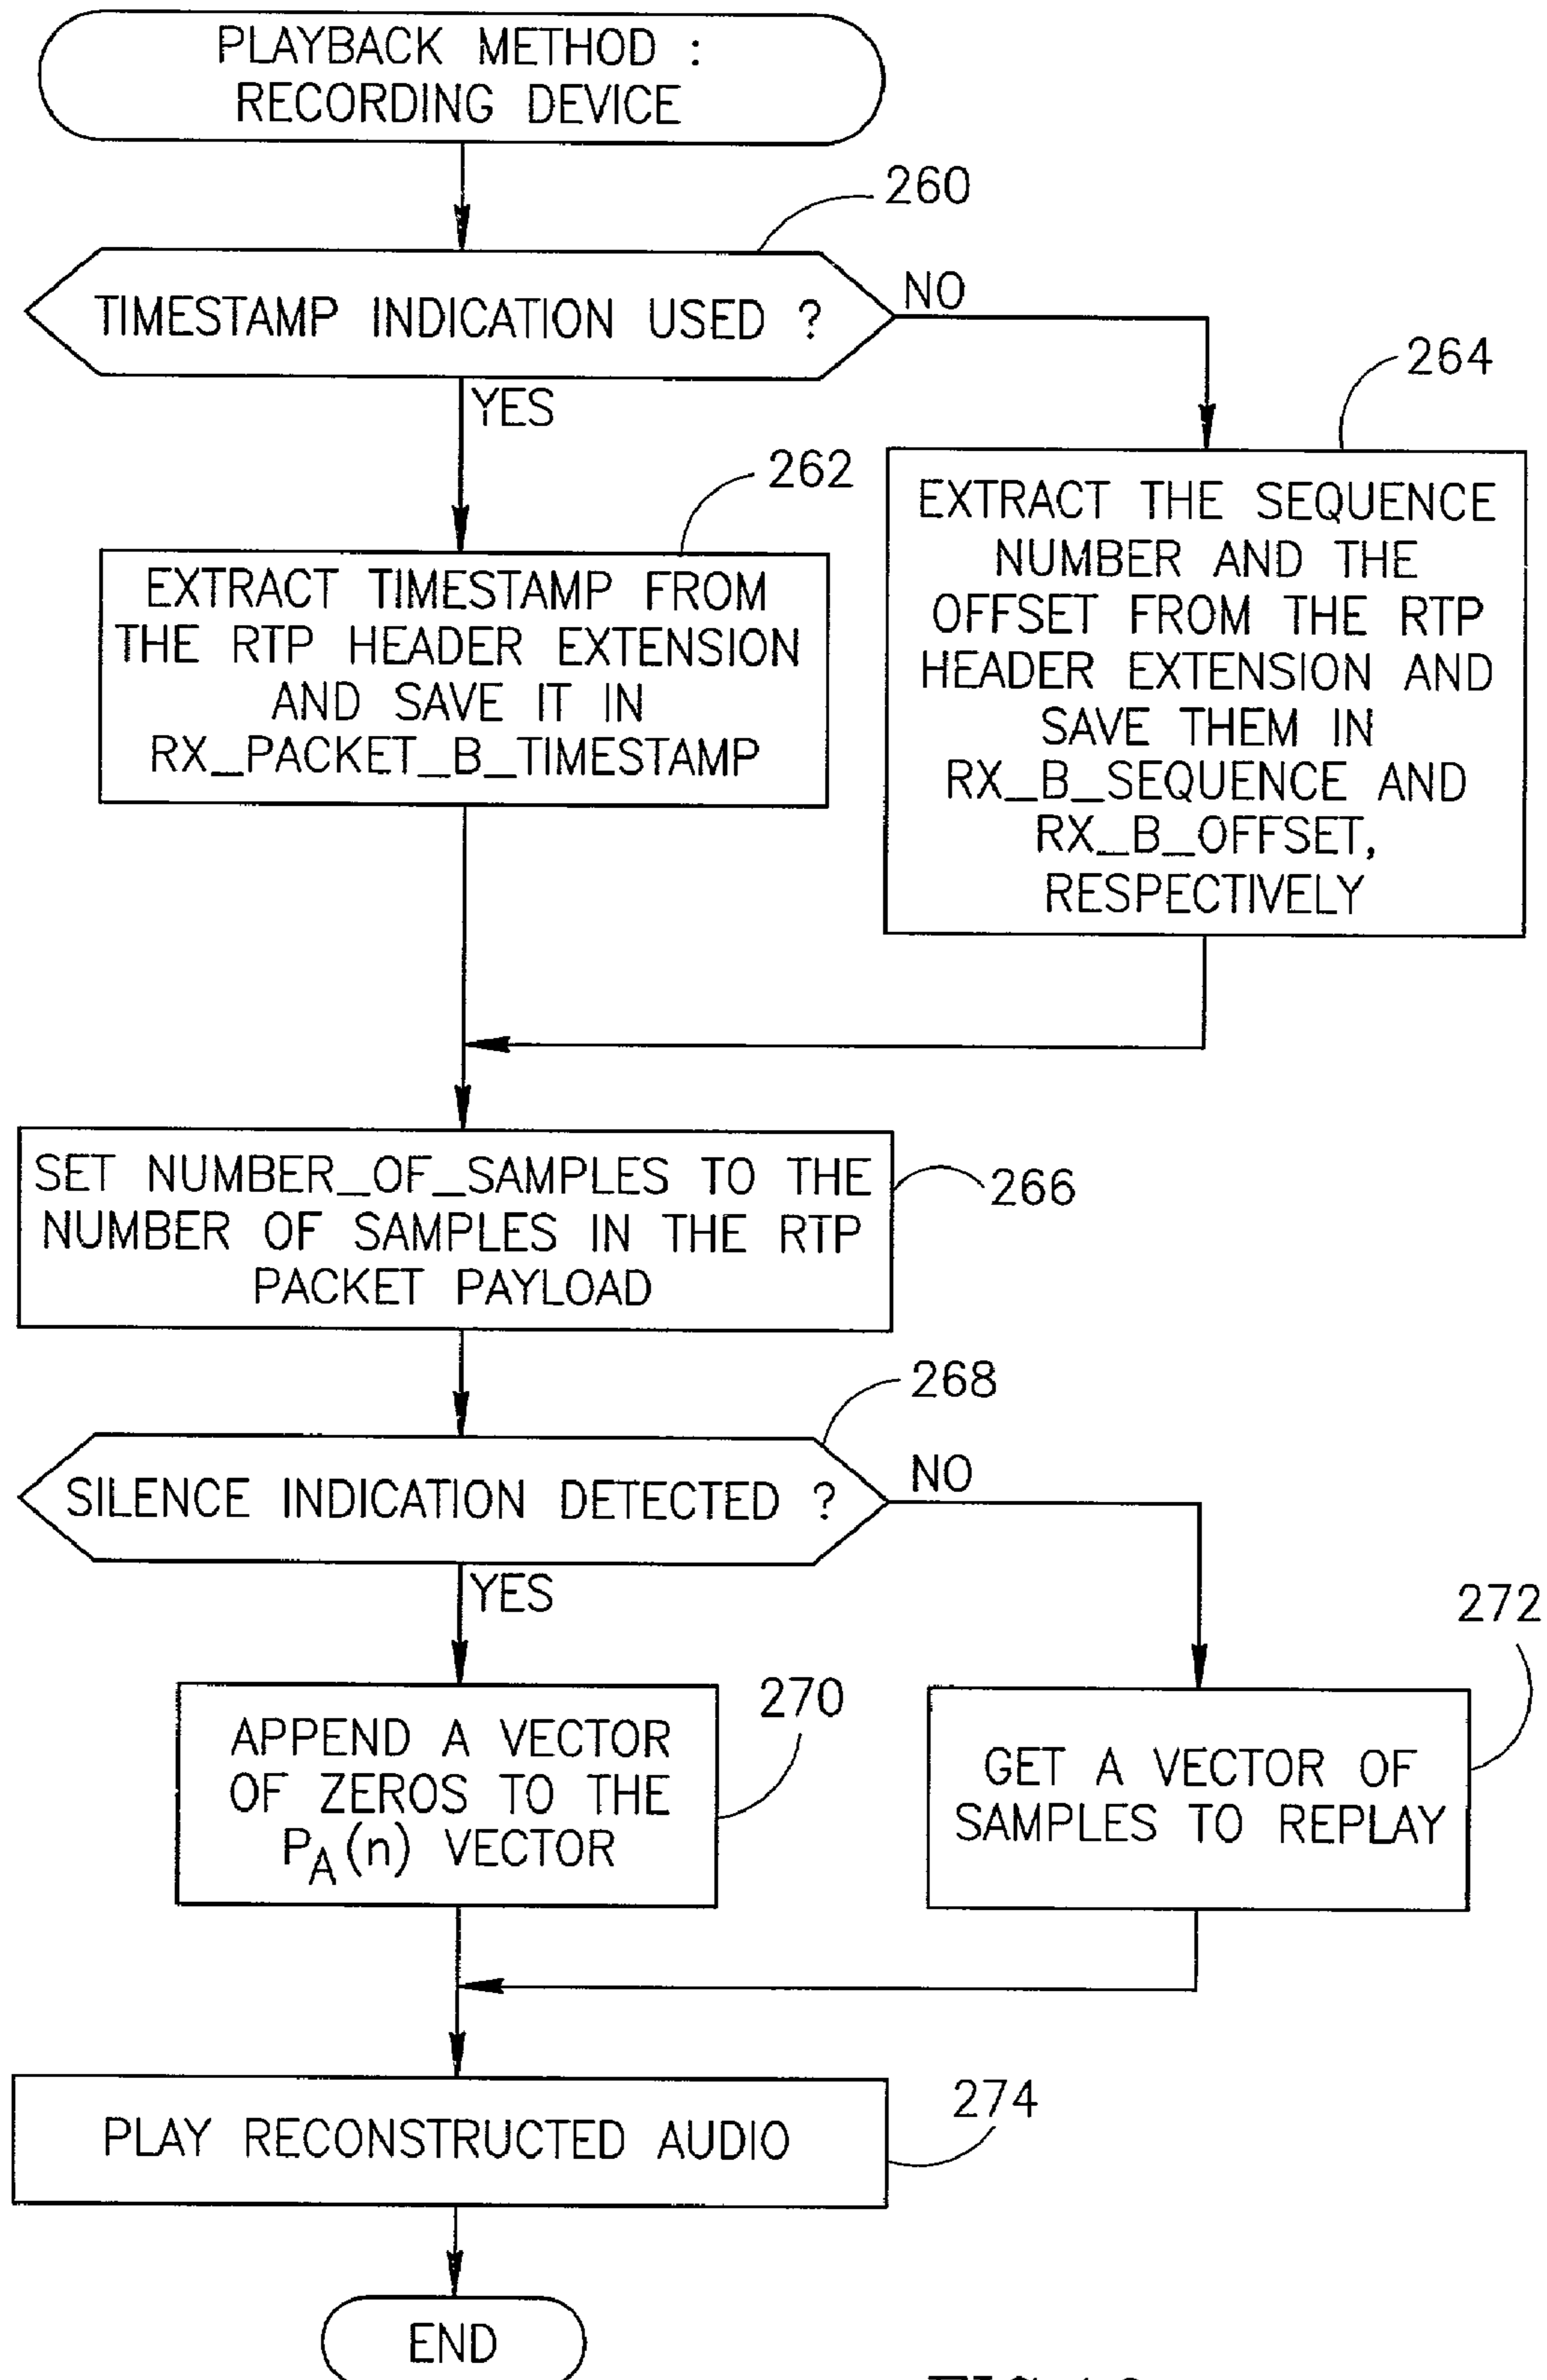 PLAYBACK METHOD :
RECORDING DEVICE
260
TIMESTAMP INDICATION USED ?
NO
YES
264
262
EXTRACT THE SEQUENCE
NUMBER AND THE
OFFSET FROM THE RTP
HEADER EXTENSION AND
SAVE THEM IN
RX_B_SEQUENCE AND
RX_B_OFFSET,
RESPECTIVELY
EXTRACT TIMESTAMP FROM
THE RTP HEADER EXTENSION
AND SAVE IT IN
RX_PACKET_B_TIMESTAMP
SET NUMBER_OF_SAMPLES TO THE
NUMBER OF SAMPLES IN THE RTP
PACKET PAYLOAD
266
268
SILENCE INDICATION DETECTED ?
NO
YES
272
270
APPEND A VECTOR
OF ZEROS TO THE
PA(n) VECTOR
GET A VECTOR OF
SAMPLES TO REPLAY
274
PLAY RECONSTRUCTED AUDIO
END